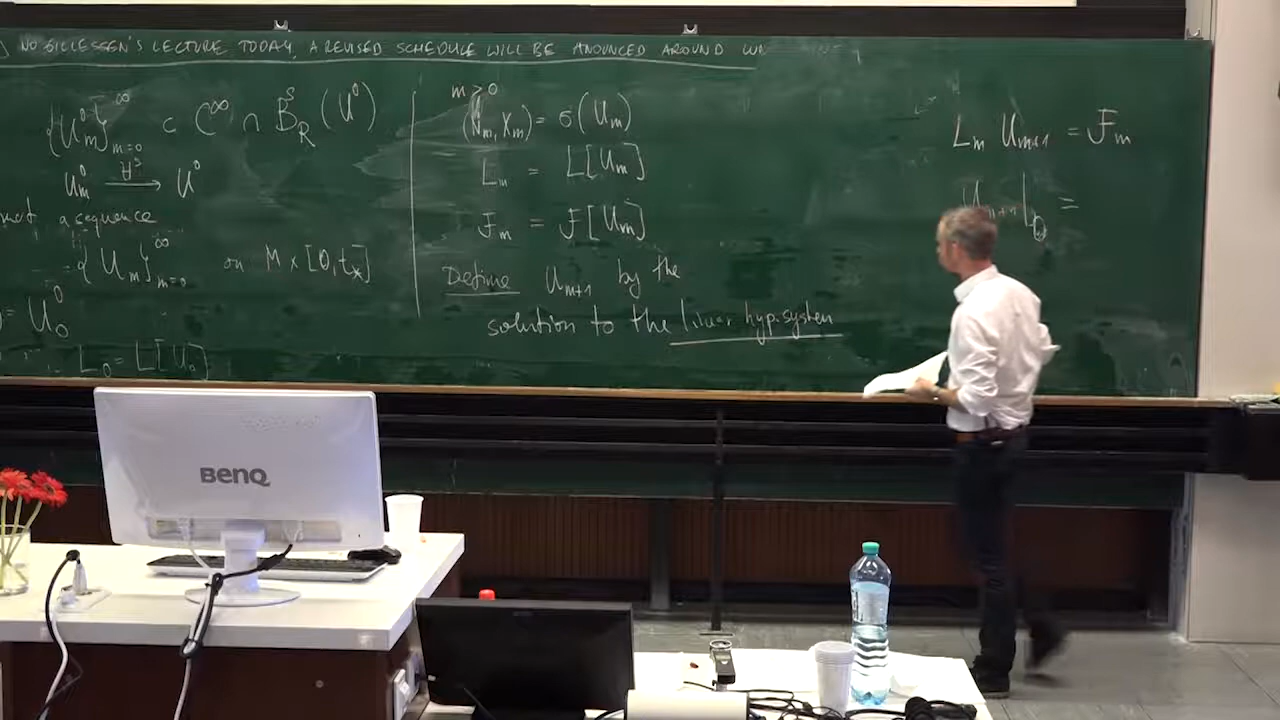 NO GICLESSEN'S LECTURE TODAY, A REVISED SCHEDULE WILL BE ANOUNCED AROUND
{U⁰ₘ}^∞_{m=0} ⊂ C^∞ ∩ B^s_R (U⁰)
U⁰ₘ —H^s→ U⁰
a sequence
{Uₘ}^∞_{m=0} on M × [0, t_*]
= U⁰₀
L₀ = L[U₀]
m ≥ 0
(Nₘ, Xₘ) = σ(Uₘ)
Lₘ = L[Uₘ]
Fₘ = F[Uₘ]
Define Uₘ₊₁ by the
solution to the linear hyp. system
Lₘ Uₘ₊₁ = Fₘ
Uₘ₊₁|₀ =
BenQ